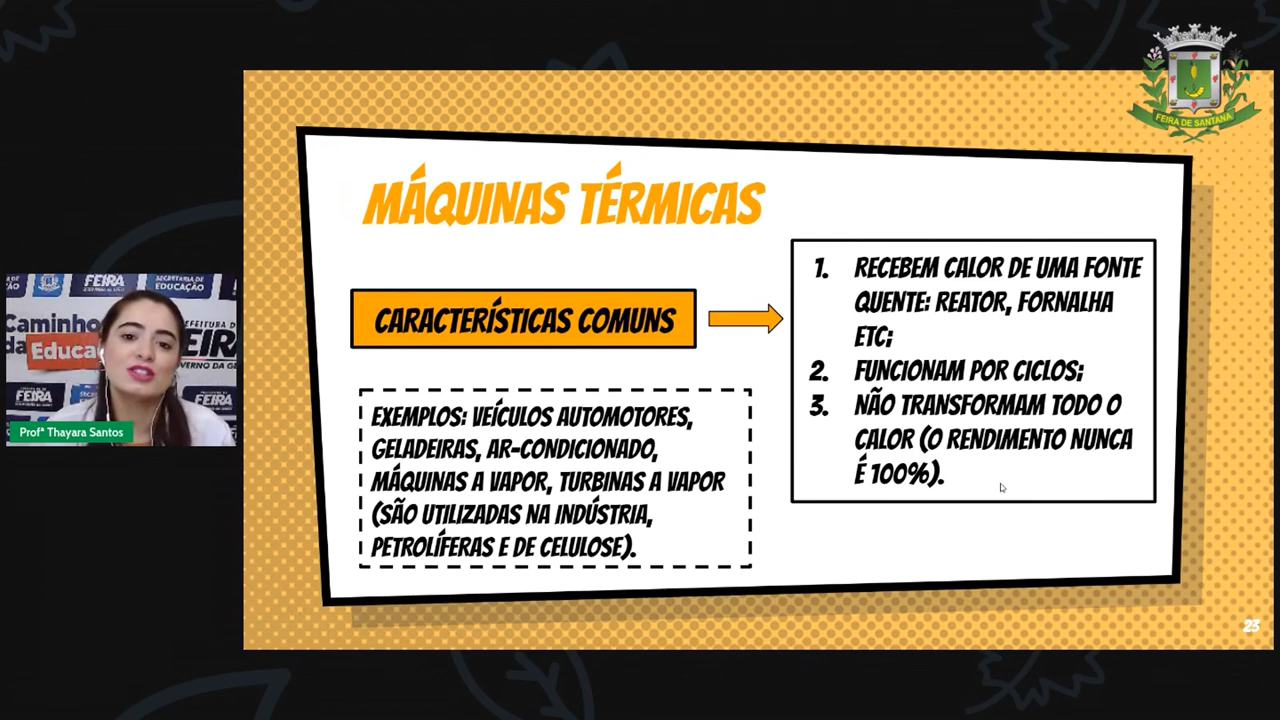 FEIRA DE SANTANA
MÁQUINAS TÉRMICAS
CARACTERÍSTICAS COMUNS
1. RECEBEM CALOR DE UMA FONTE
QUENTE: REATOR, FORNALHA
ETC;
2. FUNCIONAM POR CICLOS;
3. NÃO TRANSFORMAM TODO O
CALOR (O RENDIMENTO NUNCA
É 100%).
EXEMPLOS: VEÍCULOS AUTOMOTORES,
GELADEIRAS, AR-CONDICIONADO,
MÁQUINAS A VAPOR, TURBINAS A VAPOR
(SÃO UTILIZADAS NA INDÚSTRIA,
PETROLÍFERAS E DE CELULOSE).
23
FEIRA
SECRETARIA DE
EDUCAÇÃO
Caminho
da Educa
FEIRA
FEIRA
Profª Thayara Santos